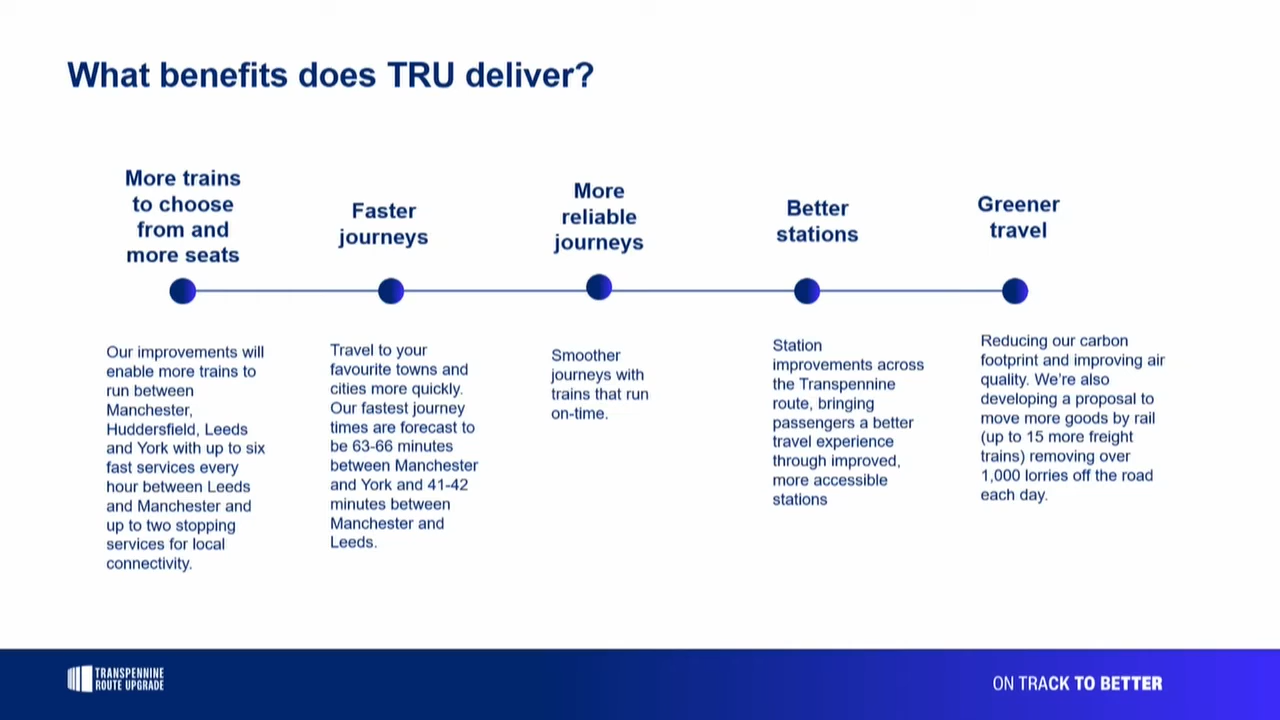 What benefits does TRU deliver?
More trains
to choose
from and
more seats
Faster
journeys
More
reliable
journeys
Better
stations
Greener
travel
Our improvements will
enable more trains to
run between
Manchester,
Huddersfield, Leeds
and York with up to six
fast services every
hour between Leeds
and Manchester and
up to two stopping
services for local
connectivity.
Travel to your
favourite towns and
cities more quickly.
Our fastest journey
times are forecast to
be 63-66 minutes
between Manchester
and York and 41-42
minutes between
Manchester and
Leeds.
Smoother
journeys with
trains that run
on-time.
Station
improvements across
the Transpennine
route, bringing
passengers a better
travel experience
through improved,
more accessible
stations
Reducing our carbon
footprint and improving air
quality. We're also
developing a proposal to
move more goods by rail
(up to 15 more freight
trains) removing over
1,000 lorries off the road
each day.
TRANSPENNINE
ROUTE UPGRADE
ON TRACK TO BETTER